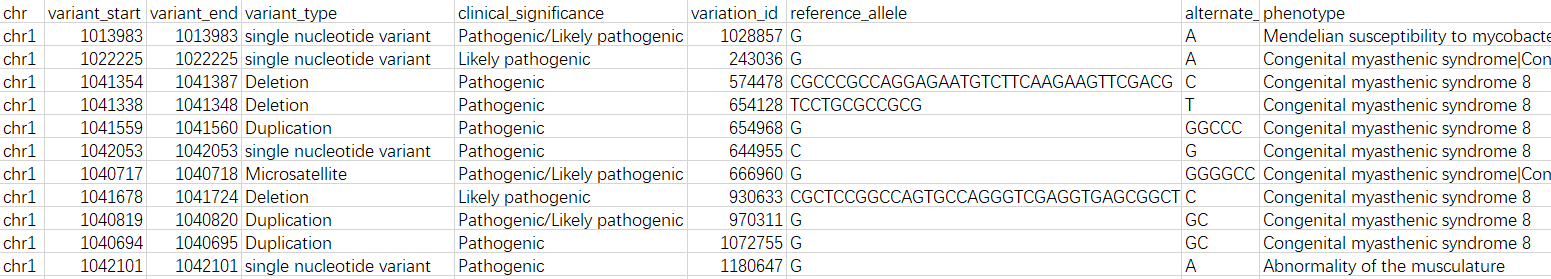 chr variant_start variant_end variant_type clinical_significance variation_id reference_allele alternate_ phenotype
chr1 1013983 1013983 single nucleotide variant Pathogenic/Likely pathogenic 1028857 G A Mendelian susceptibility to mycobacte
chr1 1022225 1022225 single nucleotide variant Likely pathogenic 243036 G A Congenital myasthenic syndrome|Con
chr1 1041354 1041387 Deletion Pathogenic 574478 CGCCCGCCAGGAGAATGTCTTCAAGAAGTTCGACG C Congenital myasthenic syndrome 8
chr1 1041338 1041348 Deletion Pathogenic 654128 TCCTGCGCCGCG T Congenital myasthenic syndrome 8
chr1 1041559 1041560 Duplication Pathogenic 654968 G GGCCC Congenital myasthenic syndrome 8
chr1 1042053 1042053 single nucleotide variant Pathogenic 644955 C G Congenital myasthenic syndrome 8
chr1 1040717 1040718 Microsatellite Pathogenic/Likely pathogenic 666960 G GGGGCC Congenital myasthenic syndrome|Con
chr1 1041678 1041724 Deletion Likely pathogenic 930633 CGCTCCGGCCAGTGCCAGGGTCGAGGTGAGCGGCT C Congenital myasthenic syndrome 8
chr1 1040819 1040820 Duplication Pathogenic/Likely pathogenic 970311 G GC Congenital myasthenic syndrome 8
chr1 1040694 1040695 Duplication Pathogenic 1072755 G GC Congenital myasthenic syndrome 8
chr1 1042101 1042101 single nucleotide variant Pathogenic 1180647 G A Abnormality of the musculature